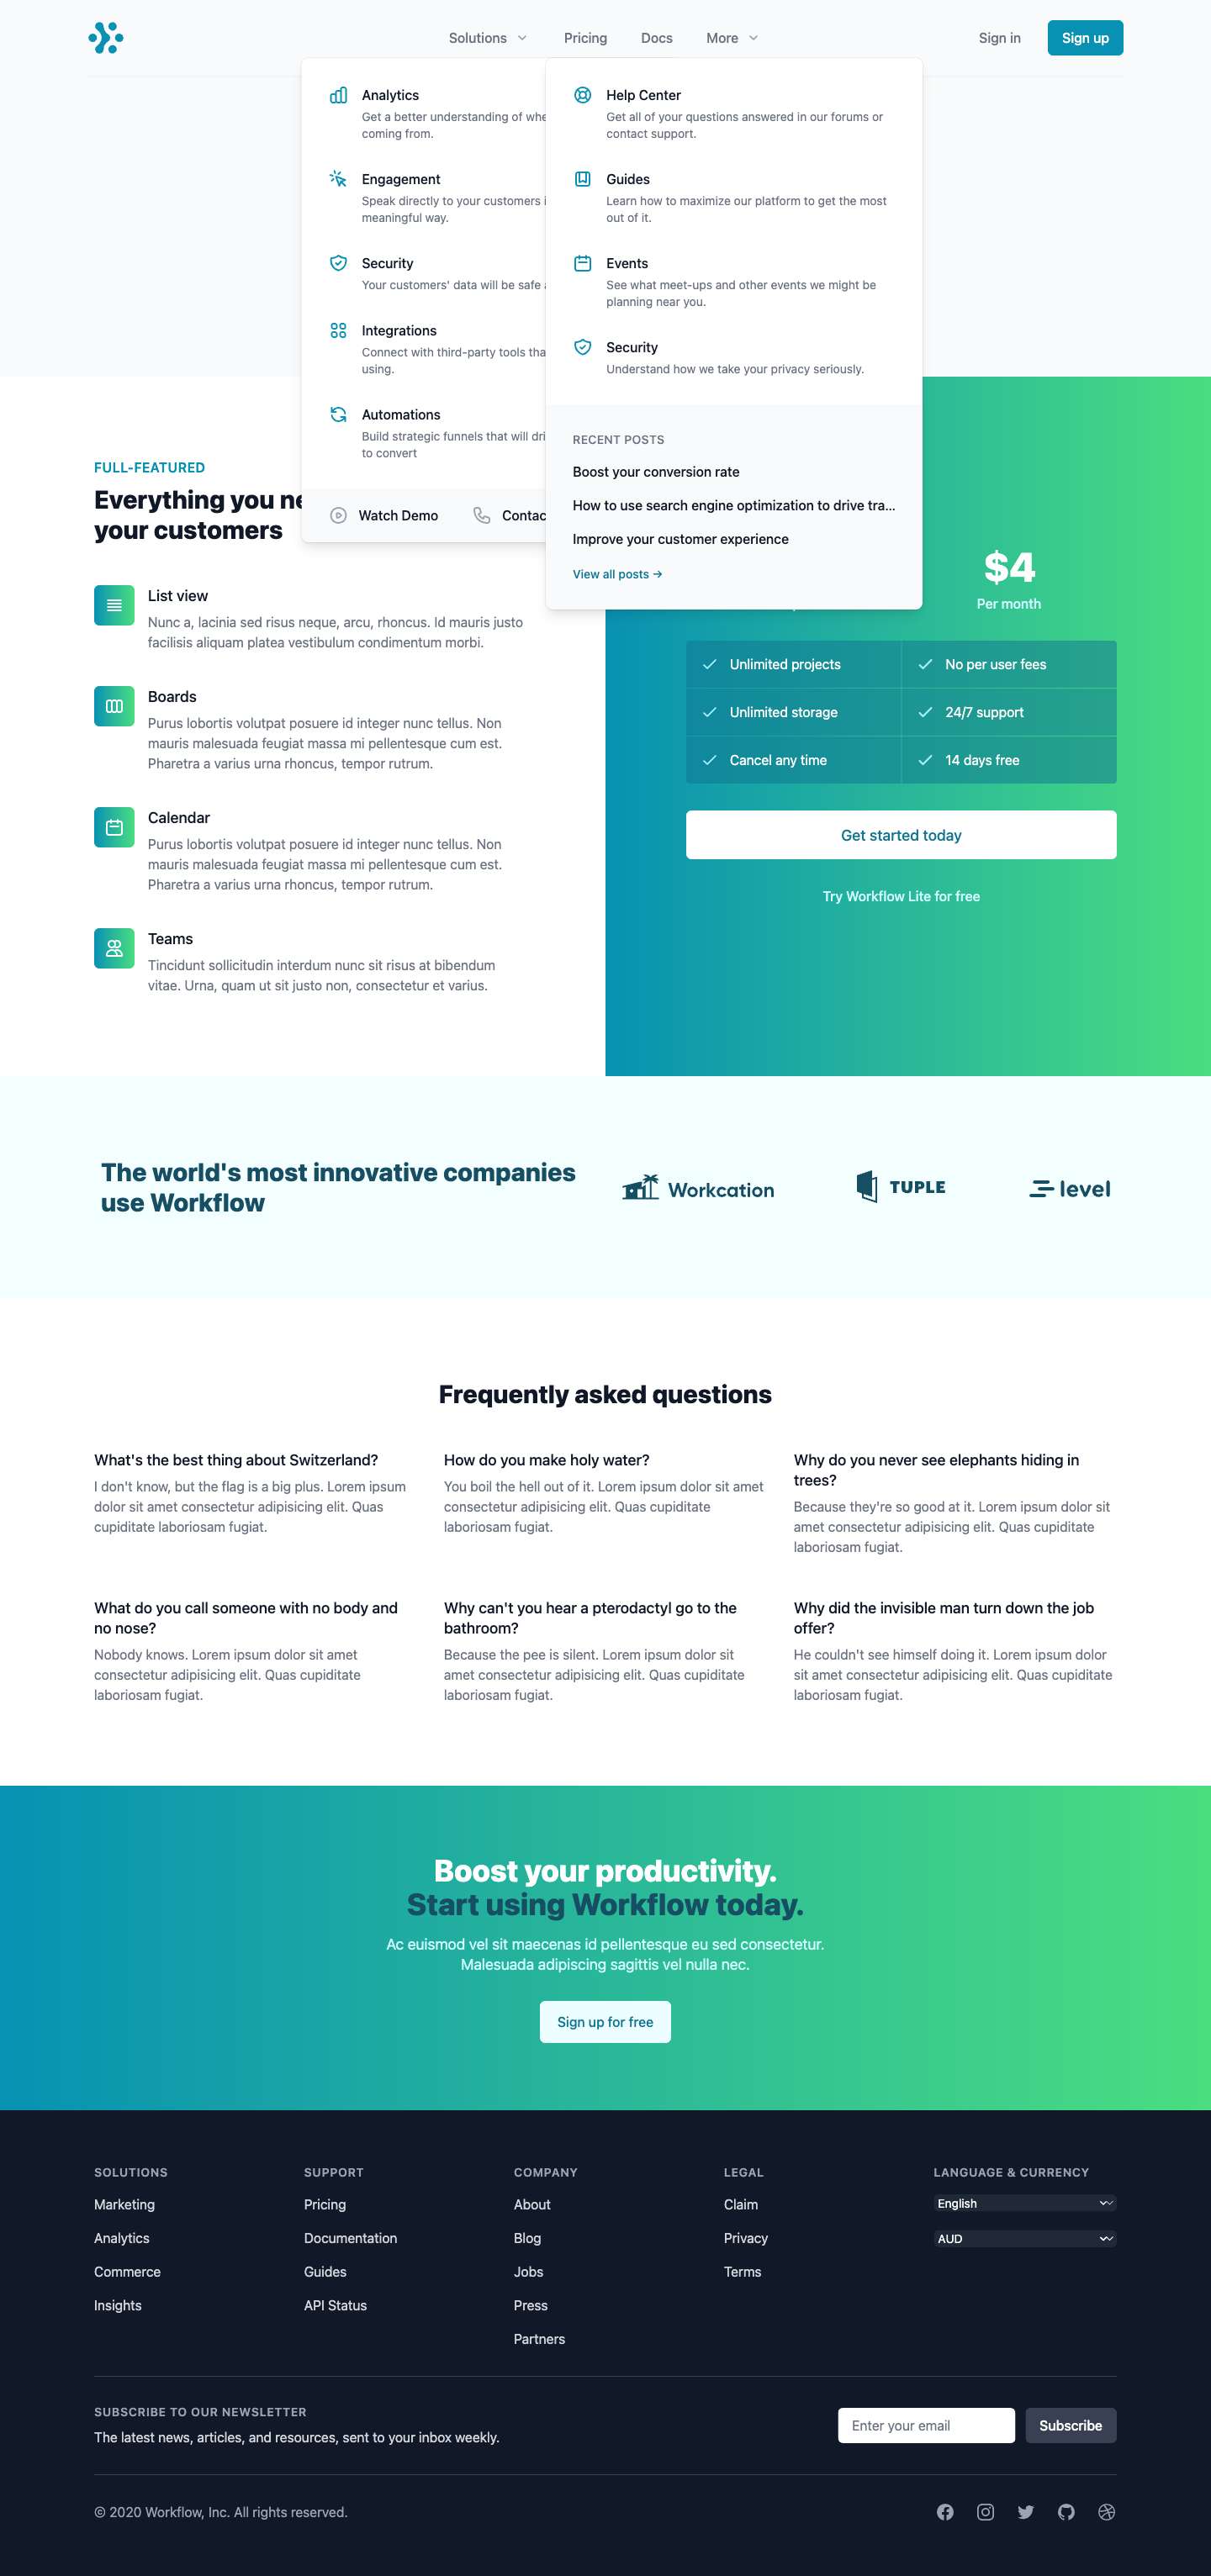 Solutions
Pricing
Docs
More
Sign in
Sign up
Analytics
Get a better understanding of
coming from.
Engagement
Speak directly to your customers
meaningful way.
Security
Your customers' data will be safe
Integrations
Connect with third-party tools
using.
Automations
Build strategic funnels that will
to convert
Watch Demo
Help Center
Get all of your questions answered in our forums or
contact support.
Guides
Learn how to maximize our platform to get the most
out of it.
Events
See what meet-ups and other events we might be
planning near you.
Security
Understand how we take your privacy seriously.
RECENT POSTS
Boost your conversion rate
How to use search engine optimization to drive tra...
Improve your customer experience
View all posts →
FULL-FEATURED
Everything you
your customers
List view
Nunc a, lacinia sed risus neque, arcu, rhoncus. Id mauris justo
facilisis aliquam platea vestibulum condimentum morbi.
Boards
Purus lobortis volutpat posuere id integer nunc tellus. Non
mauris malesuada feugiat massa mi pellentesque cum est.
Pharetra a varius urna rhoncus, tempor rutrum.
Calendar
Purus lobortis volutpat posuere id integer nunc tellus. Non
mauris malesuada feugiat massa mi pellentesque cum est.
Pharetra a varius urna rhoncus, tempor rutrum.
Teams
Tincidunt sollicitudin interdum nunc sit risus at bibendum
vitae. Urna, quam ut sit justo non, consectetur et varius.
$4
Per month
Unlimited projects
No per user fees
Unlimited storage
24/7 support
Cancel any time
14 days free
Get started today
Try Workflow Lite for free
The world's most innovative companies
use Workflow
Workcation
TUPLE
level
Frequently asked questions
What's the best thing about Switzerland?
I don't know, but the flag is a big plus. Lorem ipsum
dolor sit amet consectetur adipisicing elit. Quas
cupiditate laboriosam fugiat.
How do you make holy water?
You boil the hell out of it. Lorem ipsum dolor sit amet
consectetur adipisicing elit. Quas cupiditate
laboriosam fugiat.
Why do you never see elephants hiding in
trees?
Because they're so good at it. Lorem ipsum dolor sit
amet consectetur adipisicing elit. Quas cupiditate
laboriosam fugiat.
What do you call someone with no body and
no nose?
Nobody knows. Lorem ipsum dolor sit amet
consectetur adipisicing elit. Quas cupiditate
laboriosam fugiat.
Why can't you hear a pterodactyl go to the
bathroom?
Because the pee is silent. Lorem ipsum dolor sit
amet consectetur adipisicing elit. Quas cupiditate
laboriosam fugiat.
Why did the invisible man turn down the job
offer?
He couldn't see himself doing it. Lorem ipsum dolor
sit amet consectetur adipisicing elit. Quas cupiditate
laboriosam fugiat.
Boost your productivity.
Start using Workflow today.
Ac euismod vel sit maecenas id pellentesque eu sed consectetur.
Malesuada adipiscing sagittis vel nulla nec.
Sign up for free
SOLUTIONS
Marketing
Analytics
Commerce
Insights
SUPPORT
Pricing
Documentation
Guides
API Status
COMPANY
About
Blog
Jobs
Press
Partners
LEGAL
Claim
Privacy
Terms
LANGUAGE & CURRENCY
English
AUD
SUBSCRIBE TO OUR NEWSLETTER
The latest news, articles, and resources, sent to your inbox weekly.
Enter your email
Subscribe
© 2020 Workflow, Inc. All rights reserved.